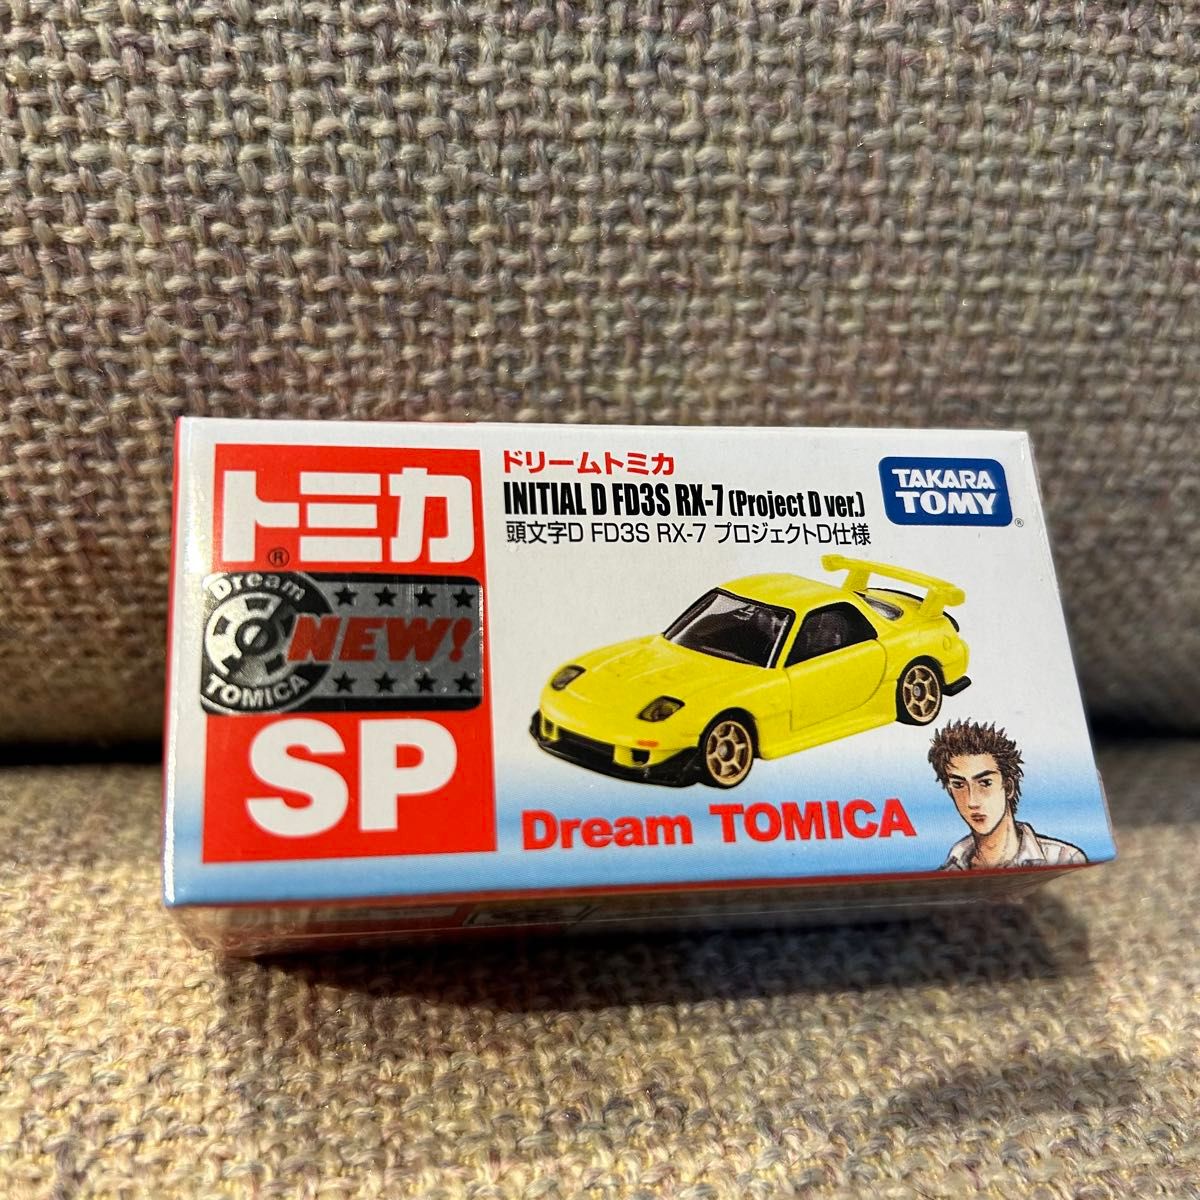 トミカ
®
Dream
NEW!
TOMICA
SP
ドリームトミカ
INITIAL D FD3S RX-7 (Project D ver.)
頭文字D FD3S RX-7 プロジェクトD仕様
TAKARA
TOMY
®
Dream TOMICA